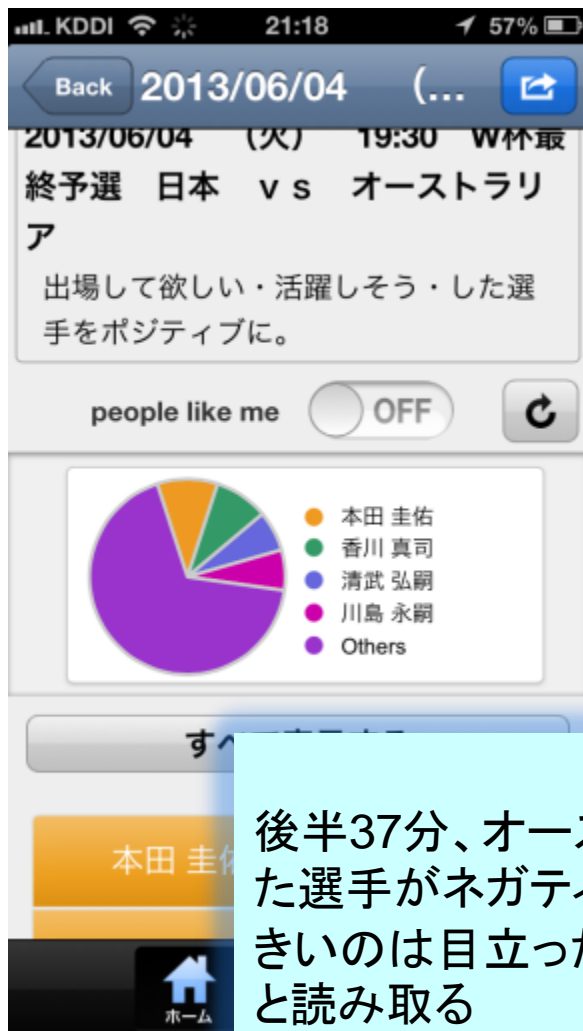 KDDI 21:18 57%
Back 2013/06/04 (...
2013/06/04 (火) 19:30 W杯最
終予選 日本 ｖｓ オーストラリ
ア
出場して欲しい・活躍しそう・した選
手をポジティブに。
people like me OFF
本田 圭佑
香川 真司
清武 弘嗣
川島 永嗣
Others
本田 圭佑
後半37分、オース
た選手がネガティ
きいのは目立った
と読み取る
ホーム